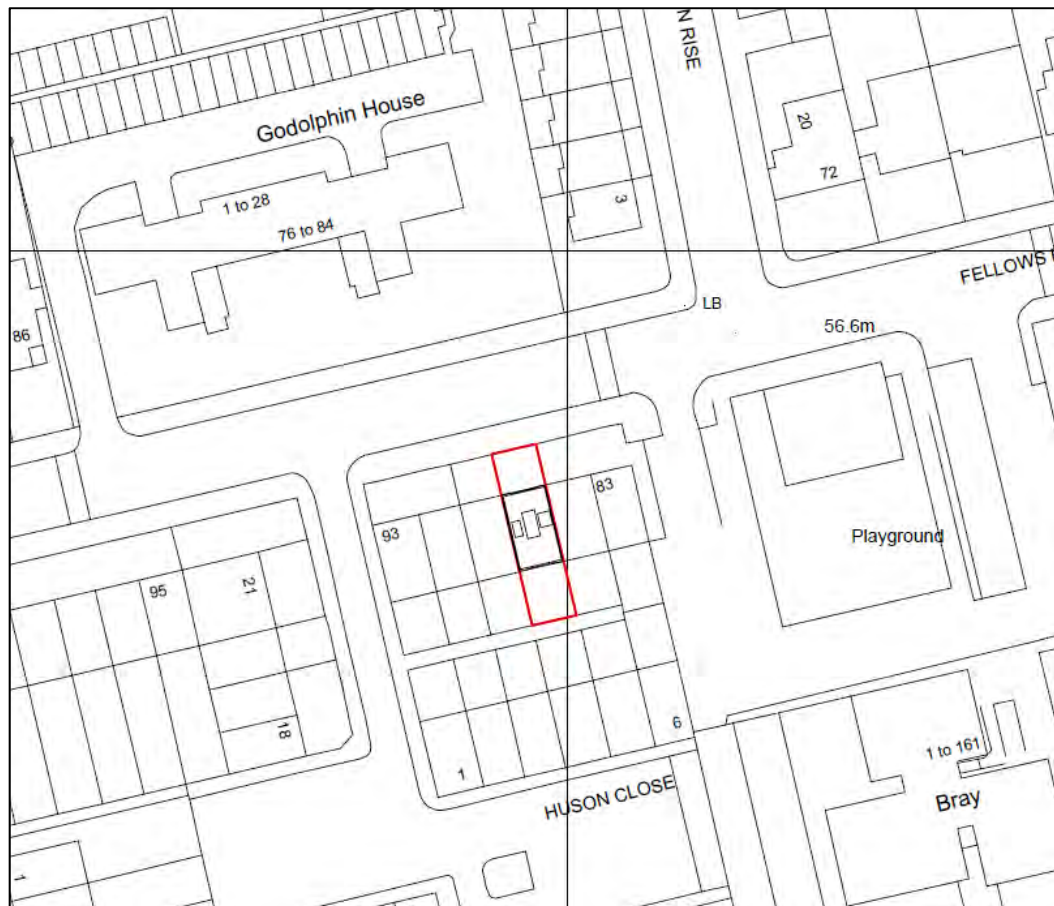 N RISE
Godolphin House
20
72
1 to 28
3
76 to 84
FELLOWS
LB
86
56.6m
83
93
Playground
95
21
18
6
1 to 161
1
Bray
HUSON CLOSE
1